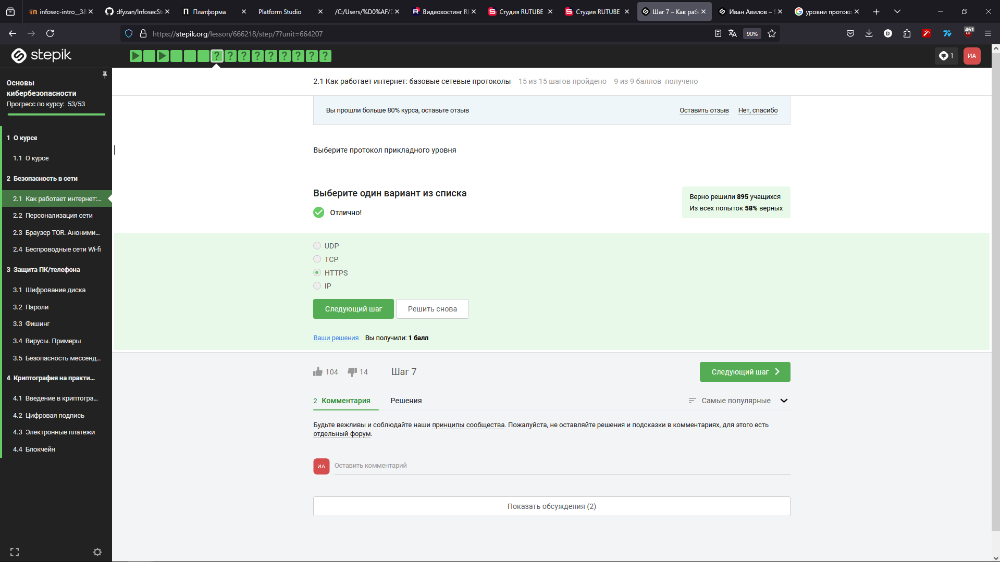 infosec-intro__38
dfyzan/InfosecSt
Платформа
Platform Studio
/C:/Users/%D0%AF/D
Видеохостинг RU
Студия RUTUBE
Студия RUTUBE
Шаг 7 – Как раб
Иван Авилов – S
уровни протоко
https://stepik.org/lesson/666218/step/7?unit=664207
90%
461
stepik
1
ИА
Основы
кибербезопасности
Прогресс по курсу: 53/53
1 О курсе
1.1 О курсе
2 Безопасность в сети
2.1 Как работает интернет:...
2.2 Персонализация сети
2.3 Браузер TOR. Аноними...
2.4 Беспроводные сети Wi-fi
3 Защита ПК/телефона
3.1 Шифрование диска
3.2 Пароли
3.3 Фишинг
3.4 Вирусы. Примеры
3.5 Безопасность мессенд...
4 Криптография на практи...
4.1 Введение в криптогра...
4.2 Цифровая подпись
4.3 Электронные платежи
4.4 Блокчейн
2.1 Как работает интернет: базовые сетевые протоколы 15 из 15 шагов пройдено 9 из 9 баллов получено
Вы прошли больше 80% курса, оставьте отзыв
Оставить отзыв Нет, спасибо
Выберите протокол прикладного уровня
Выберите один вариант из списка
Отлично!
Верно решили 895 учащихся
Из всех попыток 58% верных
UDP
TCP
HTTPS
IP
Следующий шаг
Решить снова
Ваши решения Вы получили: 1 балл
104 14 Шаг 7
Следующий шаг
2 Комментария Решения
Самые популярные
Будьте вежливы и соблюдайте наши принципы сообщества. Пожалуйста, не оставляйте решения и подсказки в комментариях, для этого есть
отдельный форум.
ИА Оставить комментарий
Показать обсуждения (2)